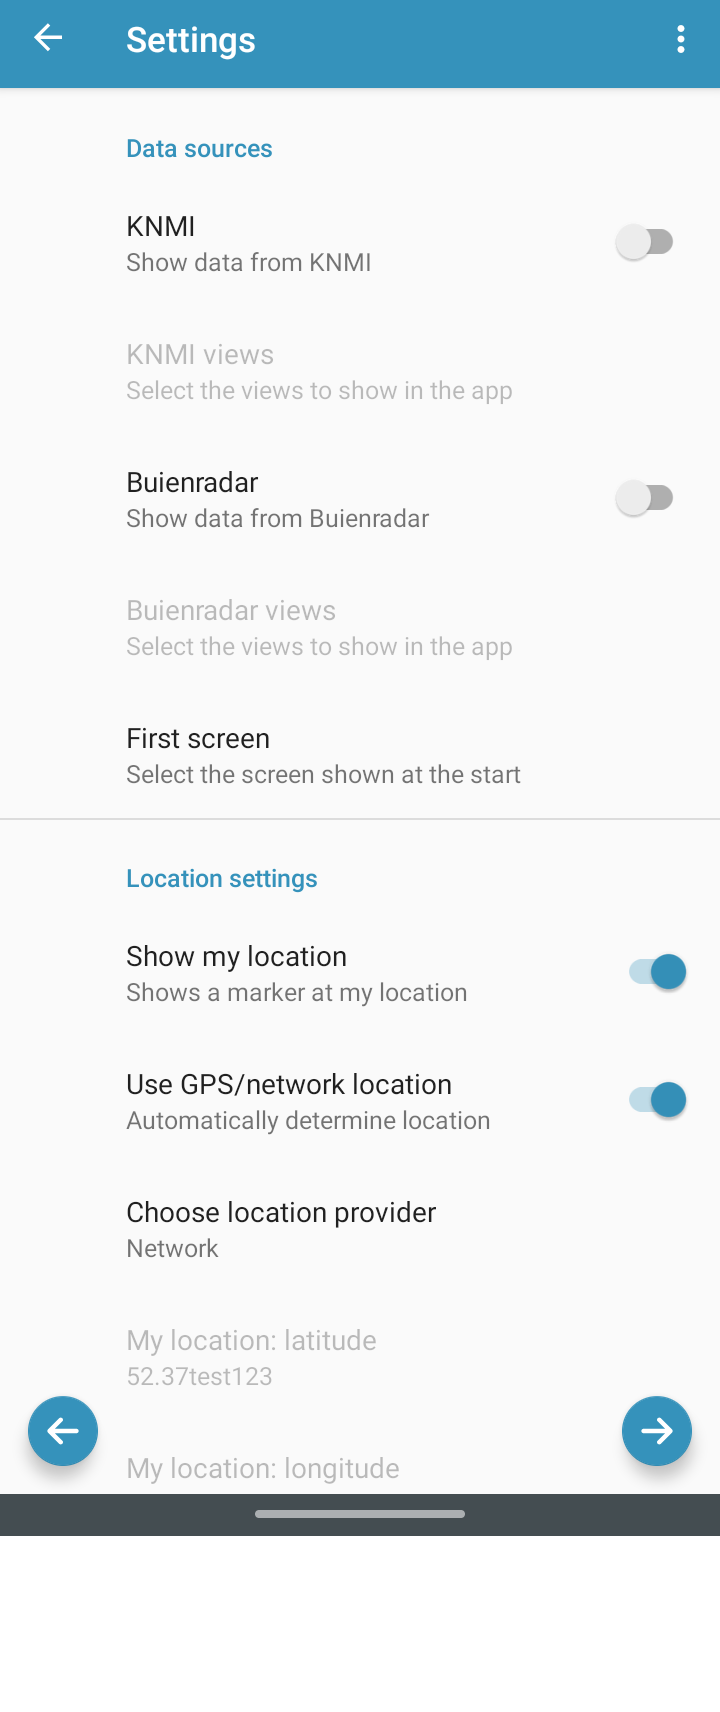 Settings
Data sources
KNMI
Show data from KNMI
KNMI views
Select the views to show in the app
Buienradar
Show data from Buienradar
Buienradar views
Select the views to show in the app
First screen
Select the screen shown at the start
Location settings
Show my location
Shows a marker at my location
Use GPS/network location
Automatically determine location
Choose location provider
Network
My location: latitude
52.37test123
My location: longitude